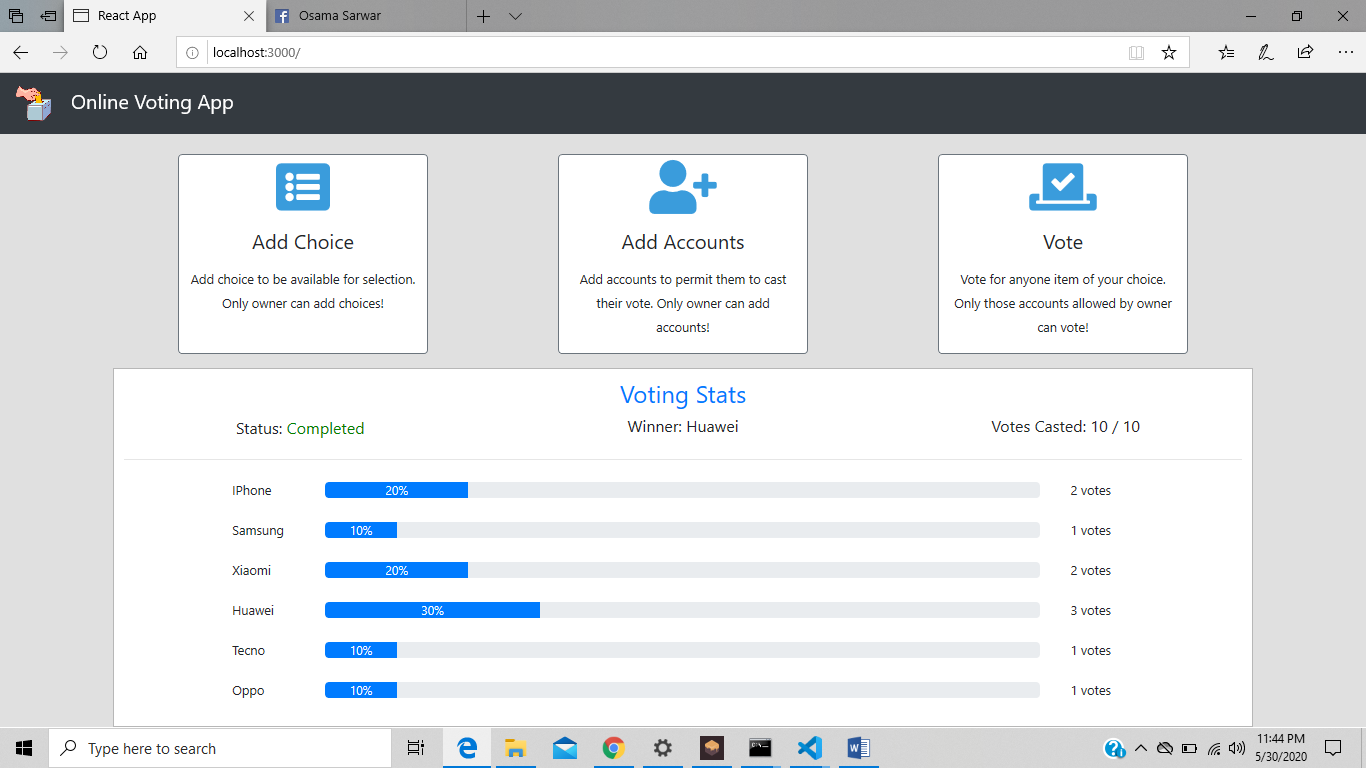 React App
Osama Sarwar
localhost:3000/
Online Voting App
Add Choice
Add choice to be available for selection.
Only owner can add choices!
Add Accounts
Add accounts to permit them to cast
their vote. Only owner can add
accounts!
Vote
Vote for anyone item of your choice.
Only those accounts allowed by owner
can vote!
Voting Stats
Status: Completed
Winner: Huawei
Votes Casted: 10 / 10
IPhone 20% 2 votes
Samsung 10% 1 votes
Xiaomi 20% 2 votes
Huawei 30% 3 votes
Tecno 10% 1 votes
Oppo 10% 1 votes
Type here to search
11:44 PM
5/30/2020